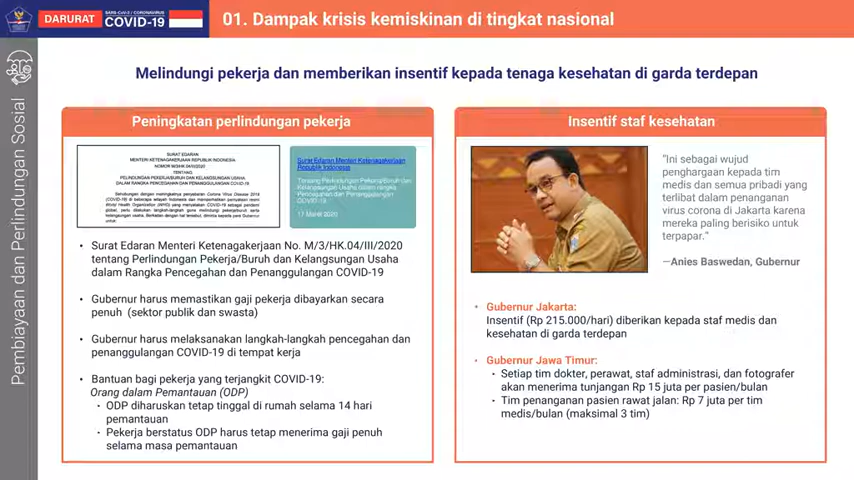 DARURAT
SARS-CoV-2 / CORONAVIRUS
COVID-19
01. Dampak krisis kemiskinan di tingkat nasional
Pembiayaan dan Perlindungan Sosial
Melindungi pekerja dan memberikan insentif kepada tenaga kesehatan di garda terdepan
Peningkatan perlindungan pekerja
SURAT EDARAN
MENTERI KETENAGAKERJAAN REPUBLIK INDONESIA
NOMOR M/3/HK.04/III/2020
TENTANG
PELINDUNGAN PEKERJA/BURUH DAN KELANGSUNGAN USAHA
DALAM RANGKA PENCEGAHAN DAN PENANGGULANGAN COVID-19
Surat Edaran Menteri Ketenagakerjaan
Republik Indonesia
Tentang Perlindungan Pekerja/Buruh dan
Kelangsungan Usaha dalam rangka
Pencegahan dan Penanggulangan
COVID-19
17 Maret 2020
• Surat Edaran Menteri Ketenagakerjaan No. M/3/HK.04/III/2020
tentang Perlindungan Pekerja/Buruh dan Kelangsungan Usaha
dalam Rangka Pencegahan dan Penanggulangan COVID-19
• Gubernur harus memastikan gaji pekerja dibayarkan secara
penuh (sektor publik dan swasta)
• Gubernur harus melaksanakan langkah-langkah pencegahan dan
penanggulangan COVID-19 di tempat kerja
• Bantuan bagi pekerja yang terjangkit COVID-19:
Orang dalam Pemantauan (ODP)
• ODP diharuskan tetap tinggal di rumah selama 14 hari
pemantauan
• Pekerja berstatus ODP harus tetap menerima gaji penuh
selama masa pemantauan
Insentif staf kesehatan
"Ini sebagai wujud
penghargaan kepada tim
medis dan semua pribadi yang
terlibat dalam penanganan
virus corona di Jakarta karena
mereka paling berisiko untuk
terpapar."
—Anies Baswedan, Gubernur
• Gubernur Jakarta:
Insentif (Rp 215.000/hari) diberikan kepada staf medis dan
kesehatan di garda terdepan
• Gubernur Jawa Timur:
• Setiap tim dokter, perawat, staf administrasi, dan fotografer
akan menerima tunjangan Rp 15 juta per pasien/bulan
• Tim penanganan pasien rawat jalan: Rp 7 juta per tim
medis/bulan (maksimal 3 tim)